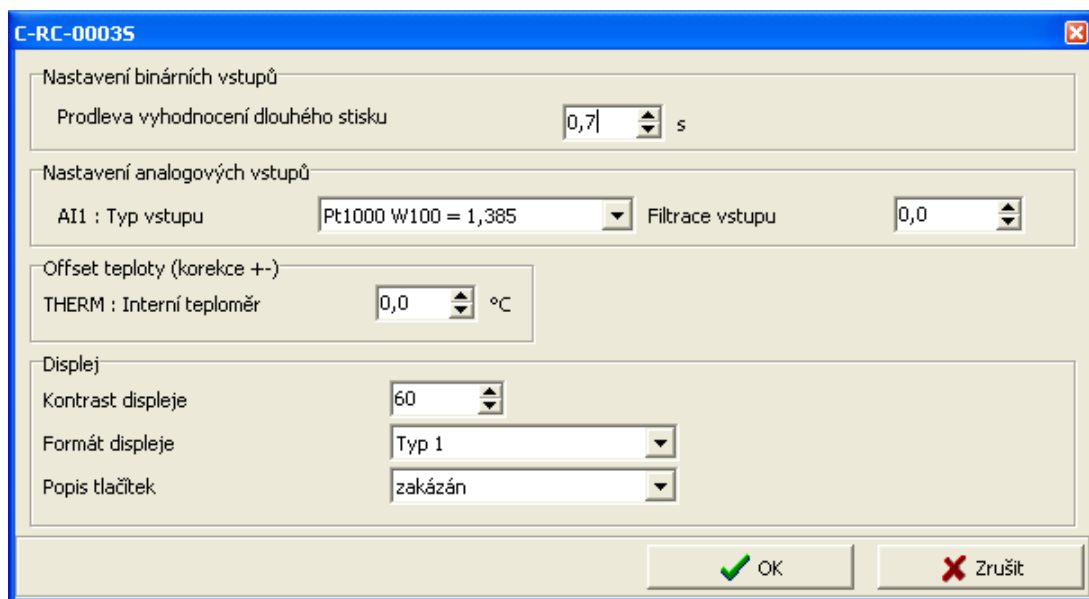 C-RC-0003S
Nastavení binárních vstupů
Prodleva vyhodnocení dlouhého stisku 0,7 s
Nastavení analogových vstupů
AI1 : Typ vstupu Pt1000 W100 = 1,385 Filtrace vstupu 0,0
Offset teploty (korekce +-)
THERM : Interní teploměr 0,0 °C
Displej
Kontrast displeje 60
Formát displeje Typ 1
Popis tlačítek zakázán
OK Zrušit